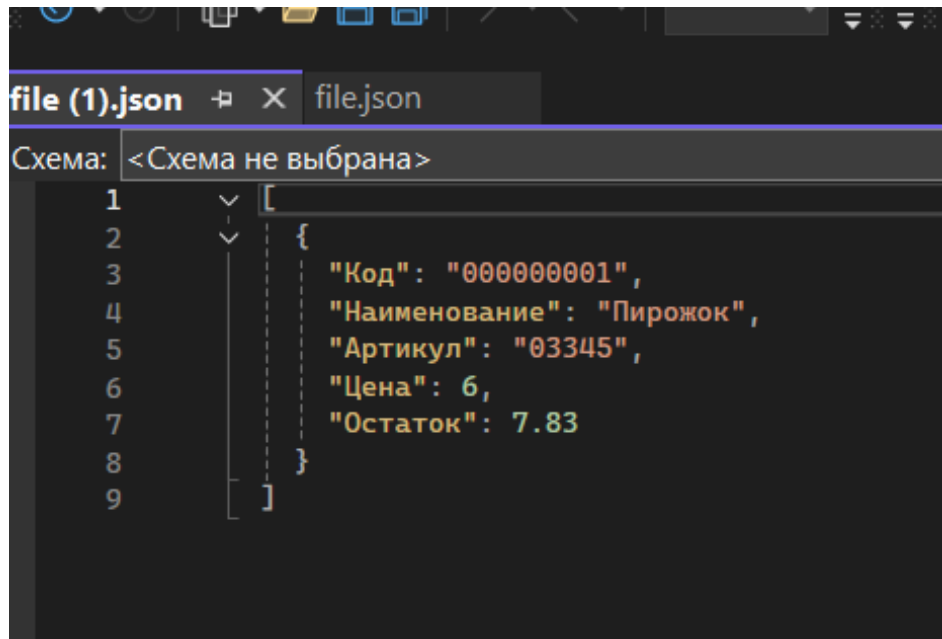 file (1).json file.json
Схема: <Схема не выбрана>
1 [
2 {
3 "Код": "000000001",
4 "Наименование": "Пирожок",
5 "Артикул": "03345",
6 "Цена": 6,
7 "Остаток": 7.83
8 }
9 ]